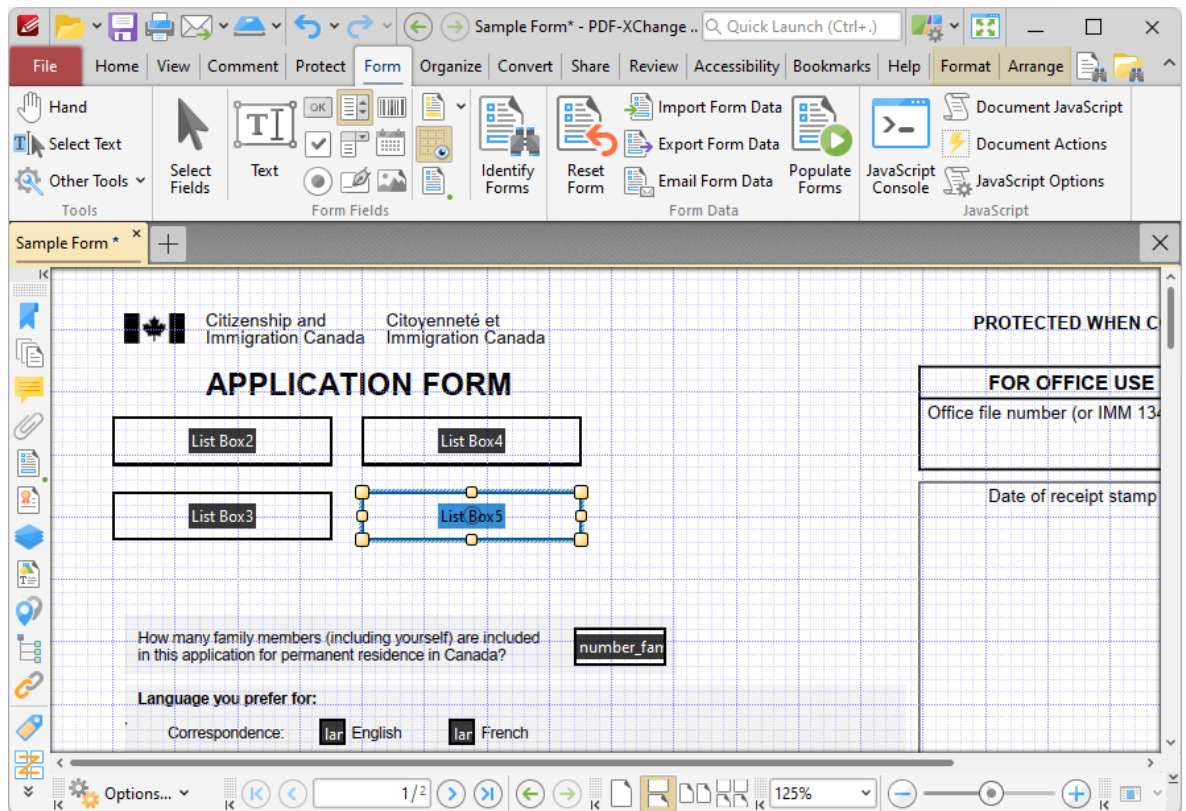 Sample Form* - PDF-XChange ..
Quick Launch (Ctrl+.)
File Home View Comment Protect Form Organize Convert Share Review Accessibility Bookmarks Help Format Arrange
Hand
Select Text
Other Tools
Tools
Select Fields
Text
OK
Form Fields
Identify Forms
Reset Form
Import Form Data
Export Form Data
Email Form Data
Populate Forms
Form Data
JavaScript Console
Document JavaScript
Document Actions
JavaScript Options
JavaScript
Sample Form *
Citizenship and Citoyenneté et
Immigration Canada Immigration Canada
PROTECTED WHEN C
APPLICATION FORM
FOR OFFICE USE
Office file number (or IMM 134
List Box2 List Box4
List Box3 List Box5
Date of receipt stamp
How many family members (including yourself) are included
in this application for permanent residence in Canada?
number_fan
Language you prefer for:
Correspondence: lar English lar French
Options...
1/2
125%